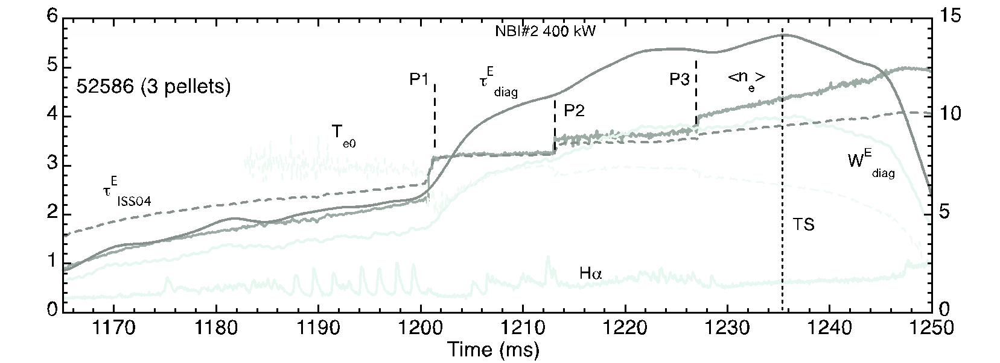 NBI#2 400 kW
52586 (3 pellets)
P1
τ^E_diag
P3
<n_e>
P2
T_e0
τ^E_ISS04
W^E_diag
TS
Hα
6
5
4
3
2
1
0
15
10
5
0
1170 1180 1190 1200 1210 1220 1230 1240 1250
Time (ms)